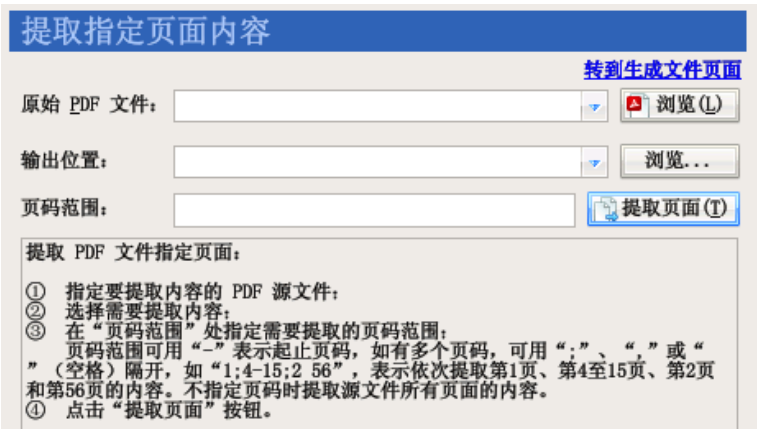 提取指定页面内容
转到生成文件页面
原始 PDF 文件:
浏览(L)
输出位置:
浏览...
页码范围:
提取页面(T)
提取 PDF 文件指定页面:
① 指定要提取内容的 PDF 源文件;
② 选择需要提取内容;
③ 在“页码范围”处指定需要提取的页码范围;
页码范围可用“-”表示起止页码，如有多个页码，可用“;”、“,”或“
”（空格）隔开，如“1;4-15;2 56”，表示依次提取第1页、第4至15页、第2页
和第56页的内容。不指定页码时提取源文件所有页面的内容。
④ 点击“提取页面”按钮。